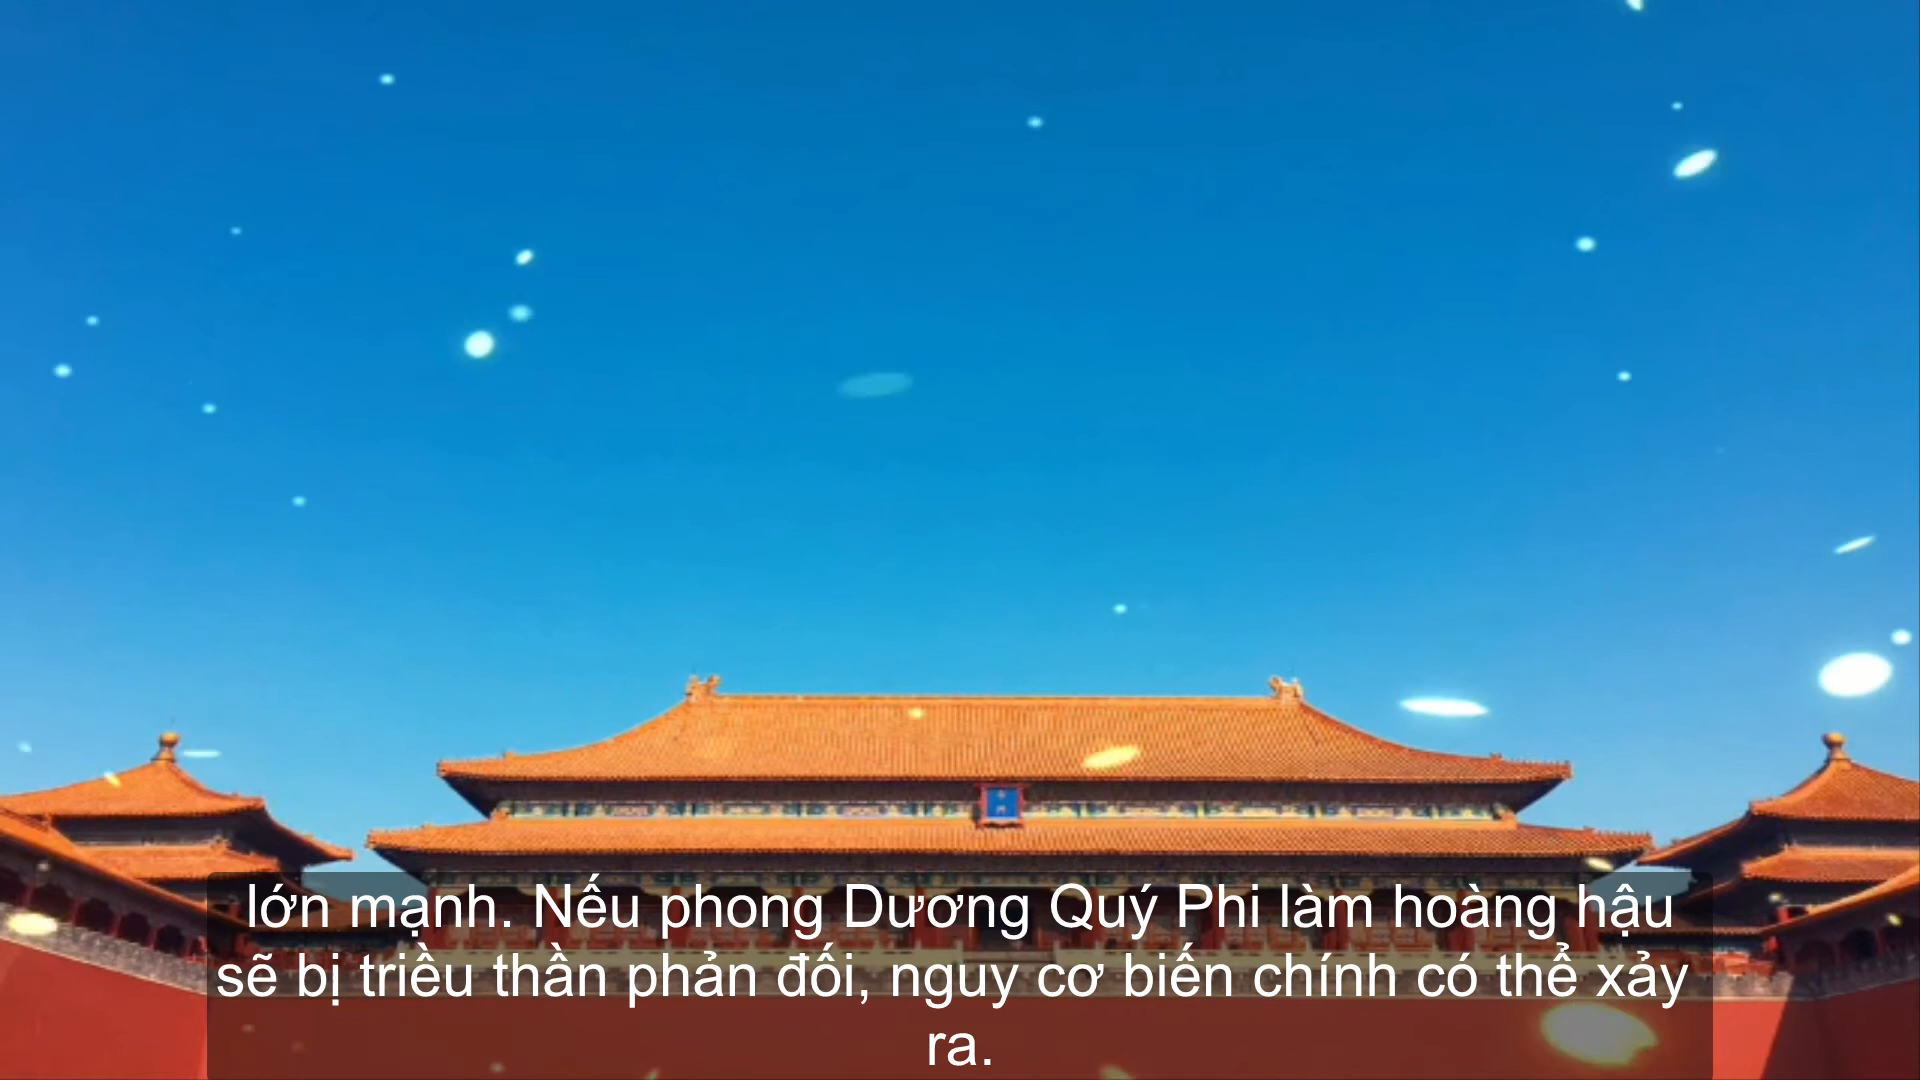 lớn mạnh. Nếu phong Dương Quý Phi làm hoàng hậu
sẽ bị triều thần phản đối, nguy cơ biến chính có thể xảy
ra.